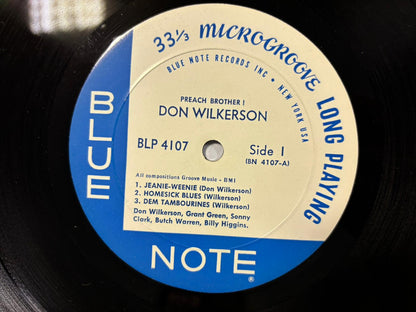 33⅓ MICROGROOVE LONG PLAYING
BLUE NOTE RECORDS INC • NEW YORK USA
PREACH BROTHER!
DON WILKERSON
BLP 4107
Side 1
(BN 4107-A)
All compositions Groove Music - BMI
1. JEANIE-WEENIE (Don Wilkerson)
2. HOMESICK BLUES (Wilkerson)
3. DEM TAMBOURINES (Wilkerson)
Don Wilkerson, Grant Green, Sonny
Clark, Butch Warren, Billy Higgins.
BLUE
NOTE®